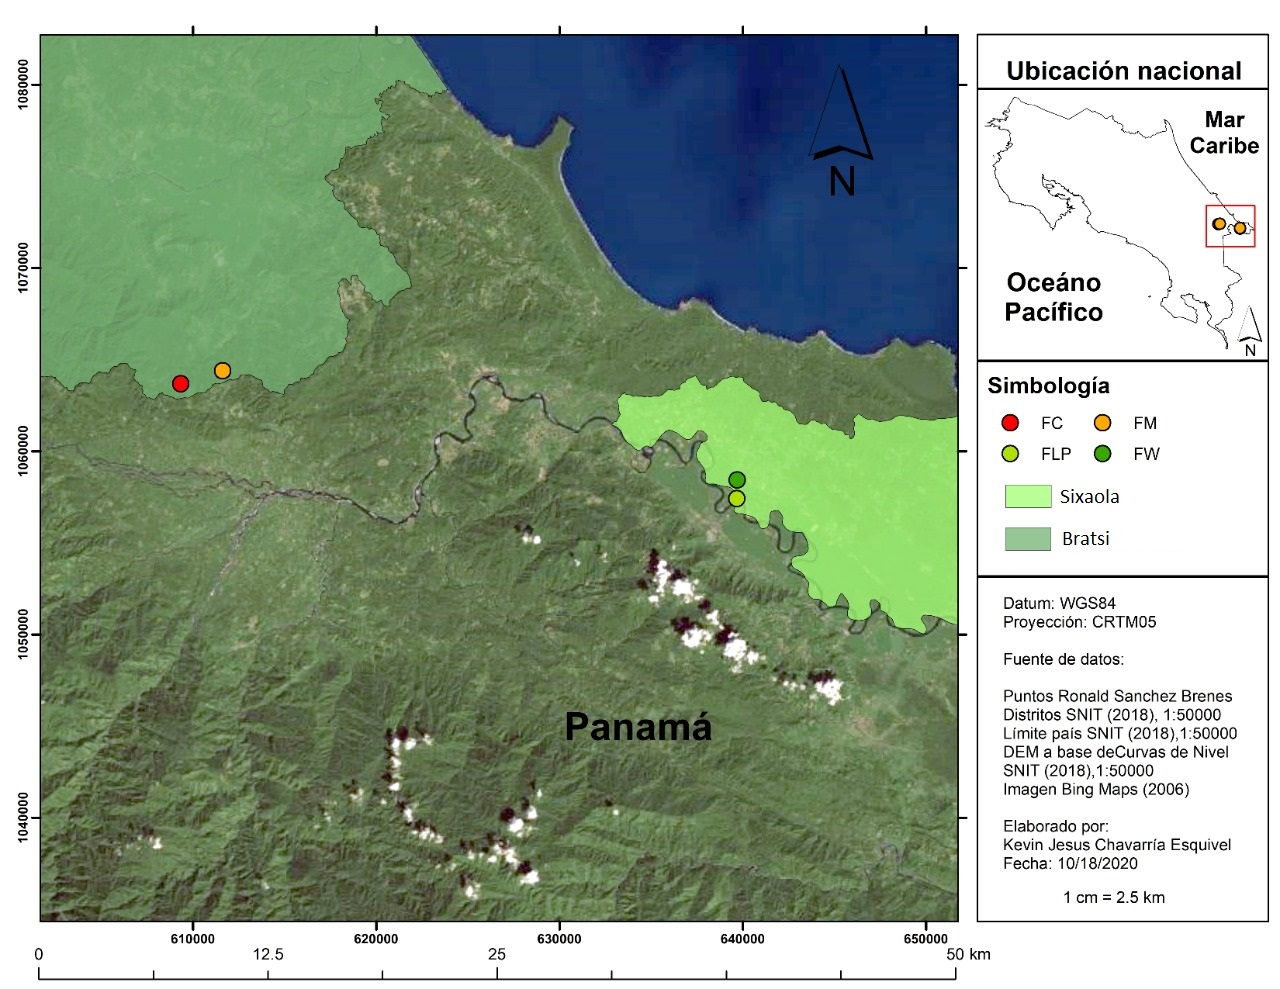 1080000
1070000
1060000
1050000
1040000
N
Panamá
610000
620000
630000
640000
650000
0
12.5
25
50 km
Ubicación nacional
Mar
Caribe
Oceáno
Pacífico
N
Simbología
FC
FM
FLP
FW
Sixaola
Bratsi
Datum: WGS84
Proyección: CRTM05
Fuente de datos:
Puntos Ronald Sanchez Brenes
Distritos SNIT (2018), 1:50000
Límite país SNIT (2018),1:50000
DEM a base deCurvas de Nivel
SNIT (2018),1:50000
Imagen Bing Maps (2006)
Elaborado por:
Kevin Jesus Chavarría Esquivel
Fecha: 10/18/2020
1 cm = 2.5 km